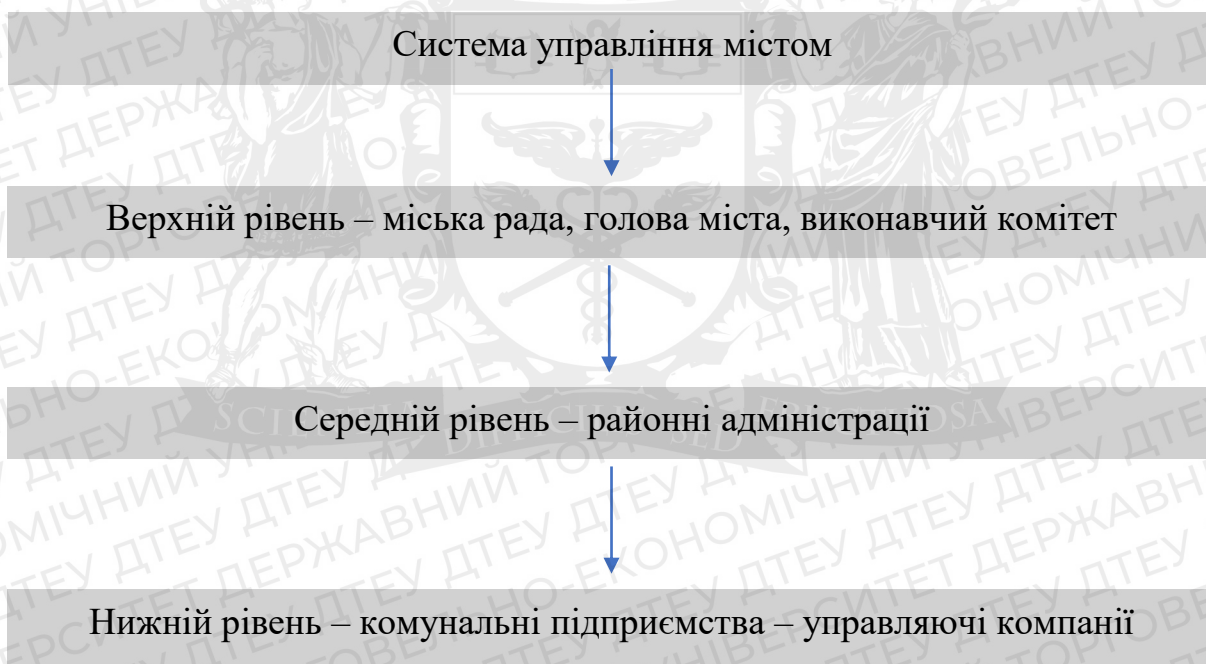 Система управління містом
Верхній рівень – міська рада, голова міста, виконавчий комітет
Середній рівень – районні адміністрації
Нижній рівень – комунальні підприємства – управляючі компанії